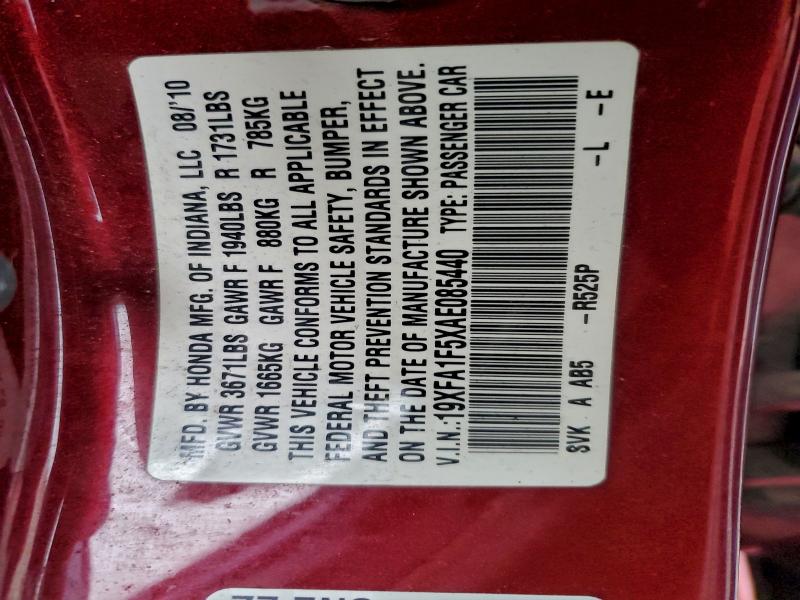 MFD. BY HONDA MFG. OF INDIANA, LLC 08/'10
GVWR 3671LBS GAWR F 1940LBS R 1731LBS
GVWR 1665KG GAWR F 880KG R 785KG
THIS VEHICLE CONFORMS TO ALL APPLICABLE
FEDERAL MOTOR VEHICLE SAFETY, BUMPER,
AND THEFT PREVENTION STANDARDS IN EFFECT
ON THE DATE OF MANUFACTURE SHOWN ABOVE.
V.I.N.:19XFA1F5XAE085440 TYPE: PASSENGER CAR
SVK A AB5 -R525P -L -E